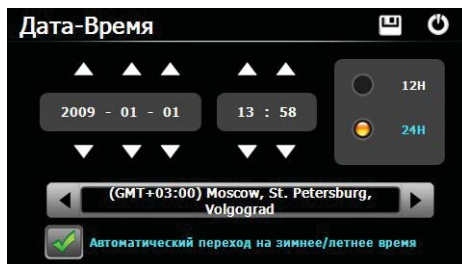 Дата-Время
2009 - 01 - 01
13 : 58
12H
24H
(GMT+03:00) Moscow, St. Petersburg,
Volgograd
Автоматический переход на зимнее/летнее время